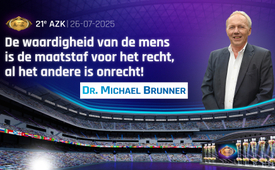 21e AZK | 26-07-2025
De waardigheid van de mens
is de maatstaf voor het recht,
al het andere is onrecht!
DR. MICHAEL BRUNNER